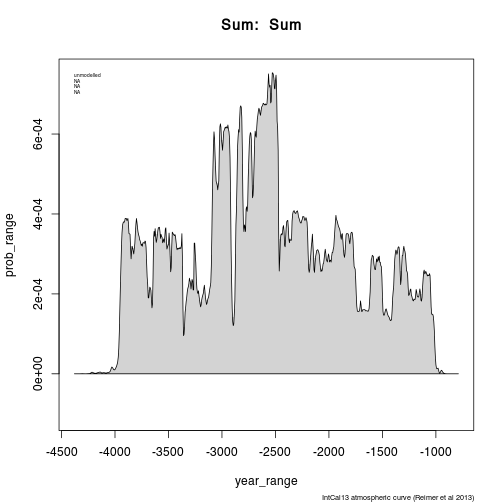 Sum:  Sum
unmodelled
NA
NA
NA
prob_range
6e-04
4e-04
2e-04
0e+00
-4500 -4000 -3500 -3000 -2500 -2000 -1500 -1000
year_range
IntCal13 atmospheric curve (Reimer et al 2013)